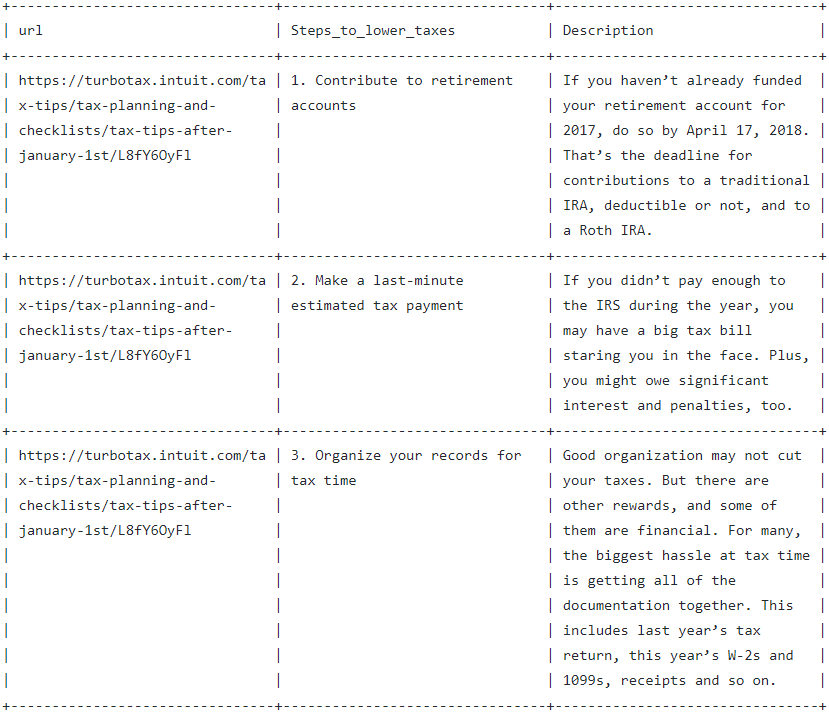 url | Steps_to_lower_taxes | Description
https://turbotax.intuit.com/ta | 1. Contribute to retirement | If you haven’t already funded
x-tips/tax-planning-and- | accounts | your retirement account for
checklists/tax-tips-after- | | 2017, do so by April 17, 2018.
january-1st/L8fY6OyFl | | That’s the deadline for
| | contributions to a traditional
| | IRA, deductible or not, and to
| | a Roth IRA.
https://turbotax.intuit.com/ta | 2. Make a last-minute | If you didn’t pay enough to
x-tips/tax-planning-and- | estimated tax payment | the IRS during the year, you
checklists/tax-tips-after- | | may have a big tax bill
january-1st/L8fY6OyFl | | staring you in the face. Plus,
| | you might owe significant
| | interest and penalties, too.
https://turbotax.intuit.com/ta | 3. Organize your records for | Good organization may not cut
x-tips/tax-planning-and- | tax time | your taxes. But there are
checklists/tax-tips-after- | | other rewards, and some of
january-1st/L8fY6OyFl | | them are financial. For many,
| | the biggest hassle at tax time
| | is getting all of the
| | documentation together. This
| | includes last year’s tax
| | return, this year’s W-2s and
| | 1099s, receipts and so on.